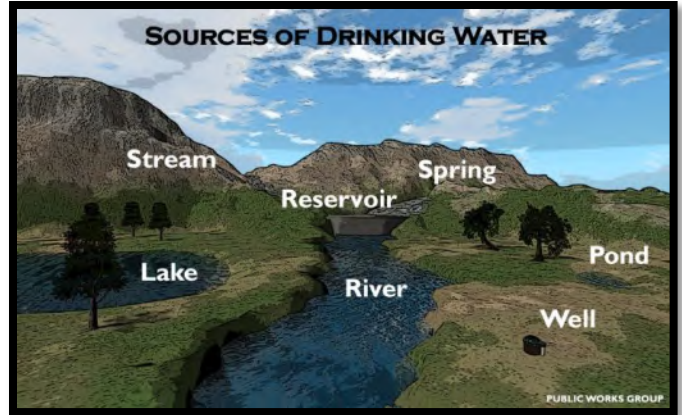 SOURCES OF DRINKING WATER
Stream
Spring
Reservoir
Pond
Lake
River
Well
PUBLIC WORKS GROUP